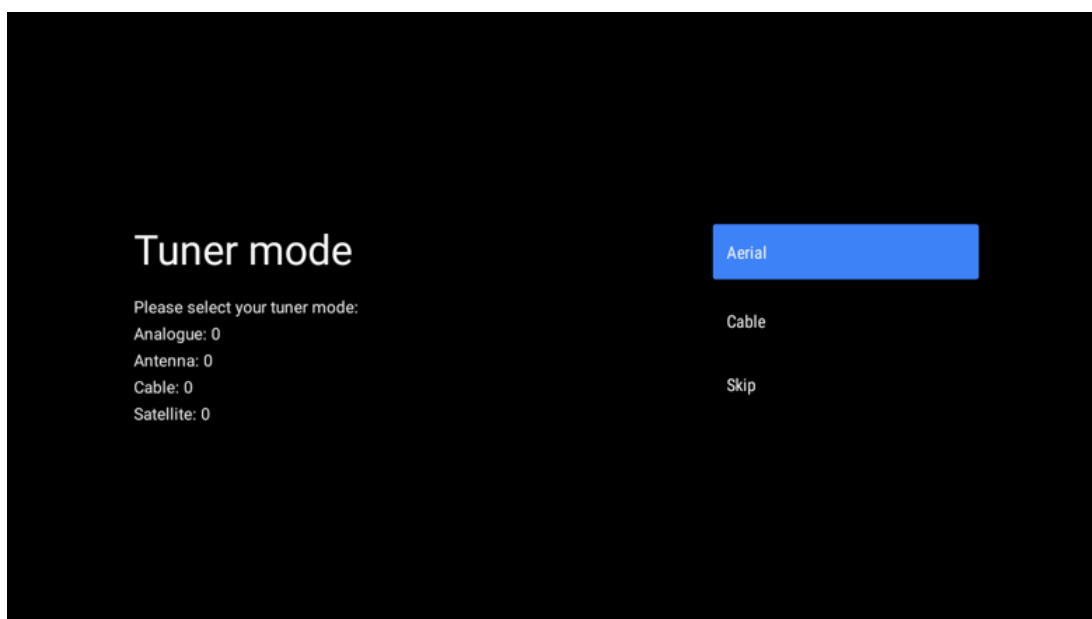 Tuner mode
Please select your tuner mode:
Analogue: 0
Antenna: 0
Cable: 0
Satellite: 0
Aerial
Cable
Skip